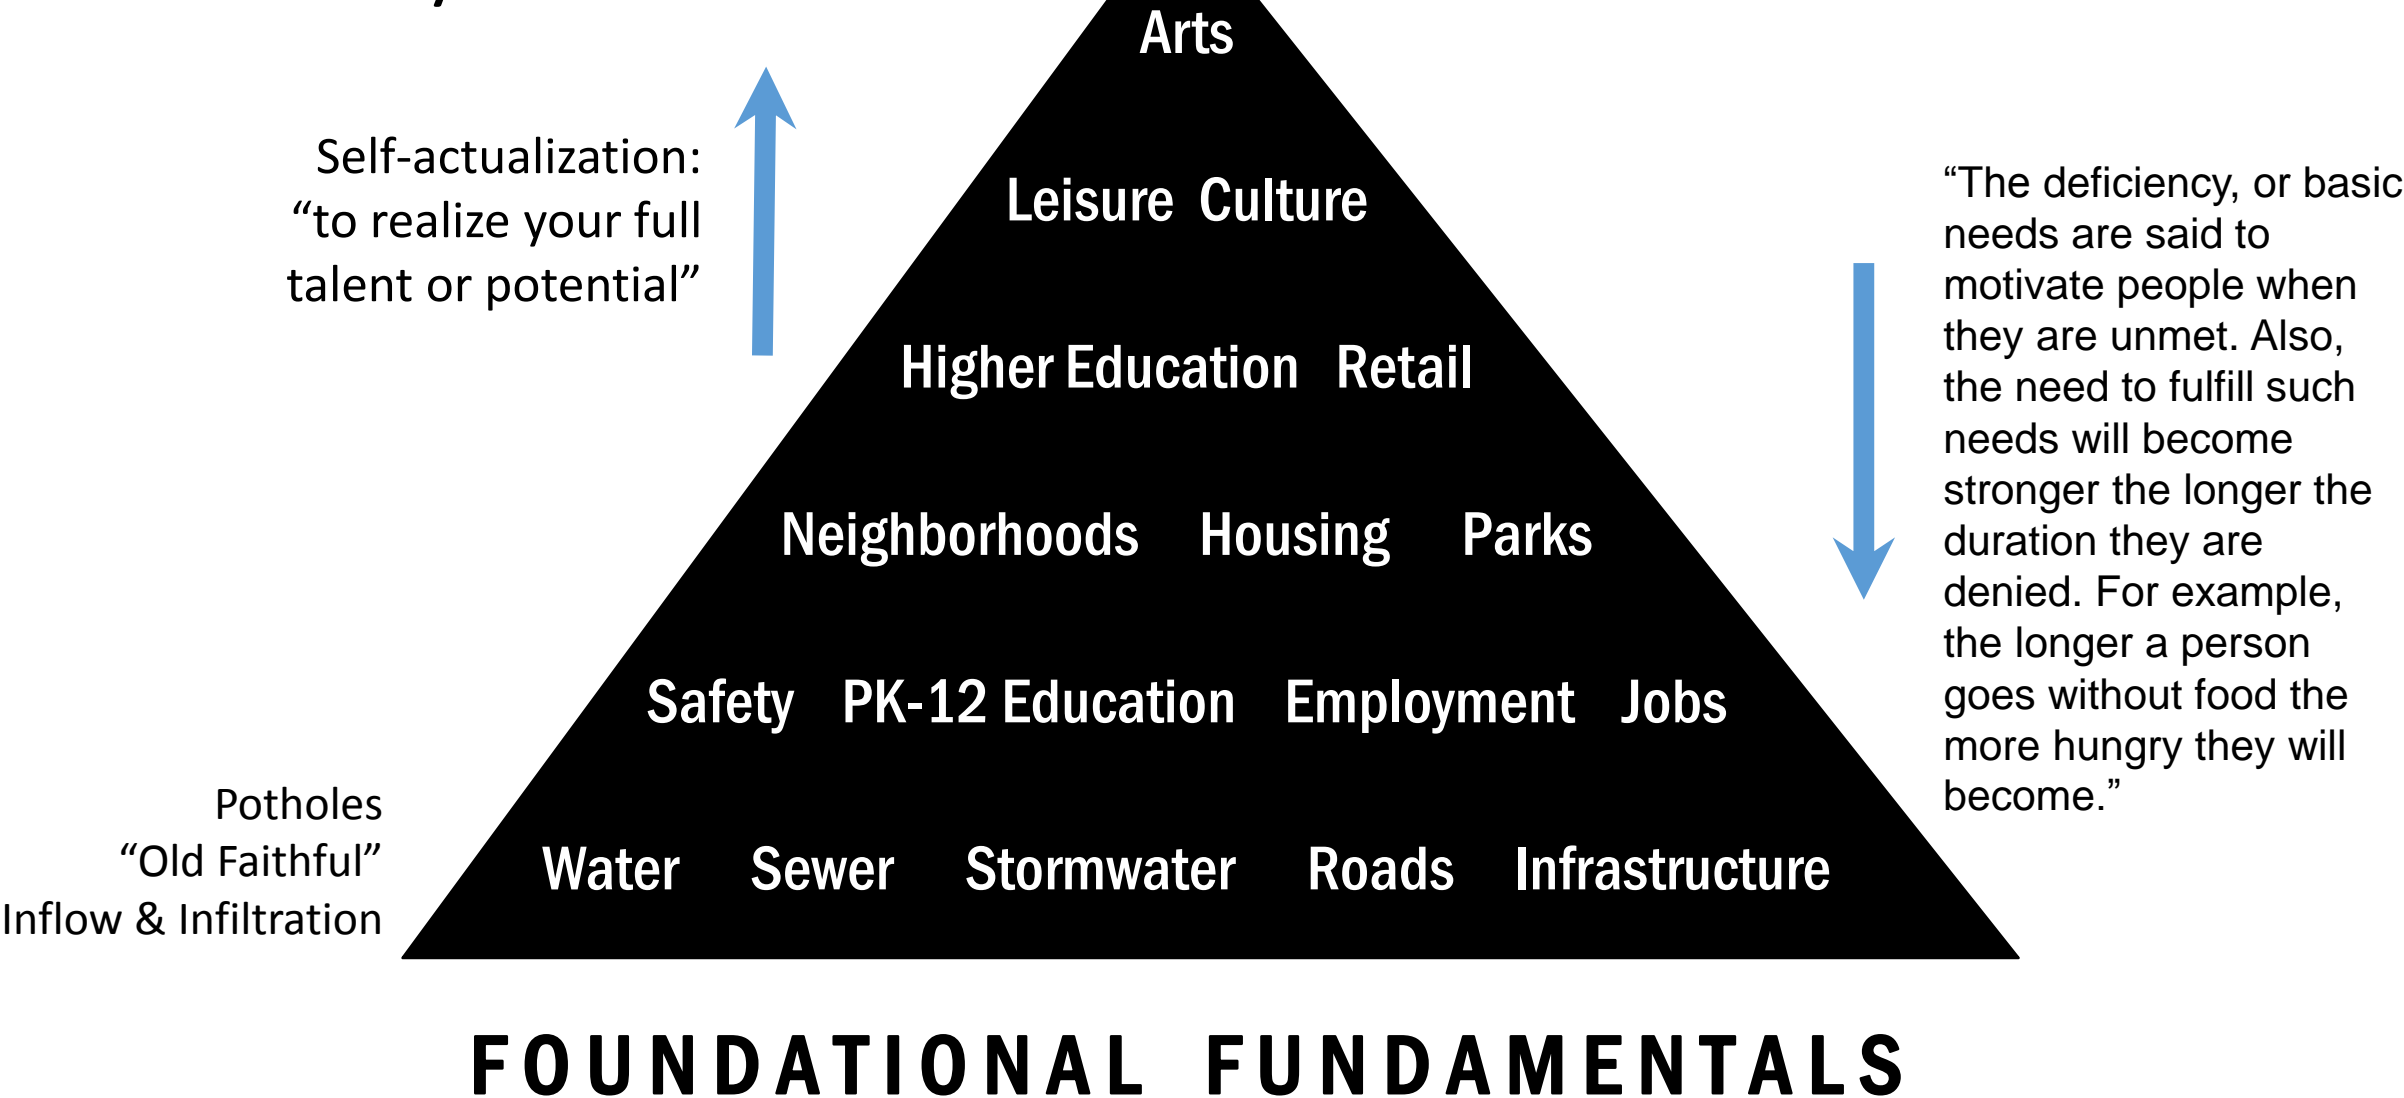 Arts
Self-actualization:
“to realize your full
talent or potential”
Leisure Culture
Higher Education Retail
Neighborhoods Housing Parks
Safety PK-12 Education Employment Jobs
Water Sewer Stormwater Roads Infrastructure
“The deficiency, or basic
needs are said to
motivate people when
they are unmet. Also,
the need to fulfill such
needs will become
stronger the longer the
duration they are
denied. For example,
the longer a person
goes without food the
more hungry they will
become.”
Potholes
“Old Faithful”
Inflow & Infiltration
FOUNDATIONAL FUNDAMENTALS